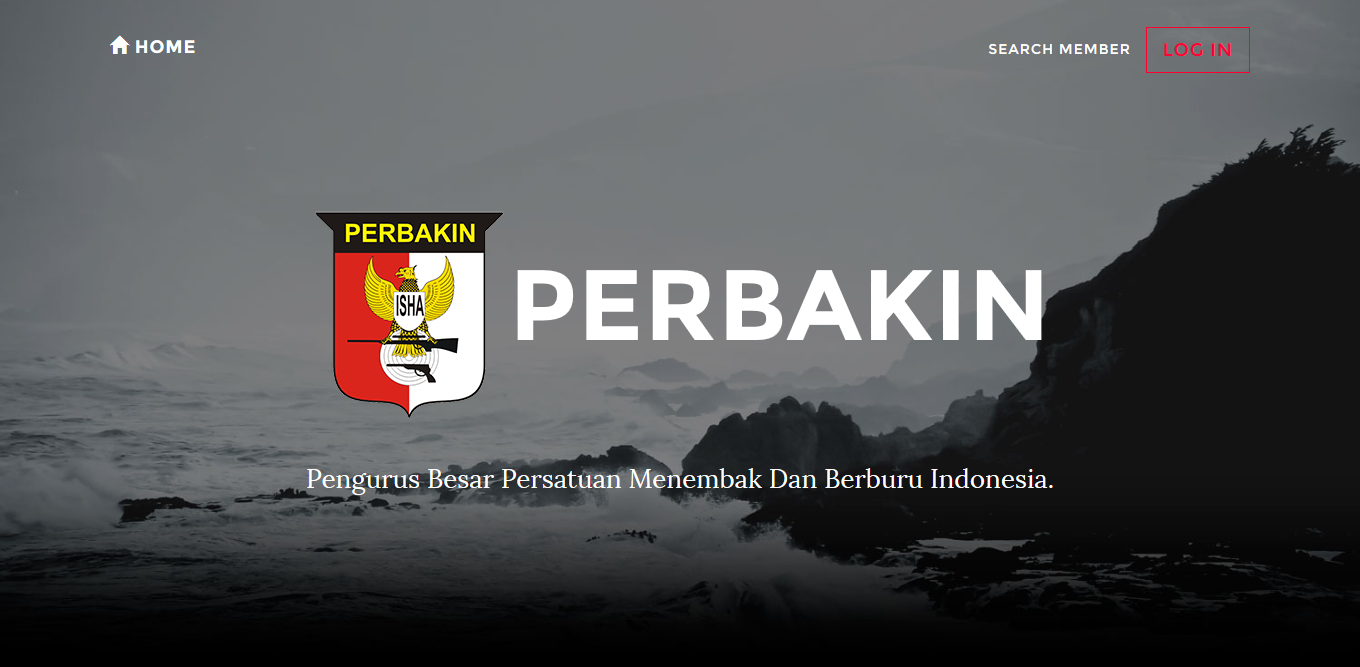 HOME
SEARCH MEMBER
LOG IN
PERBAKIN
ISHA
PERBAKIN
Pengurus Besar Persatuan Menembak Dan Berburu Indonesia.